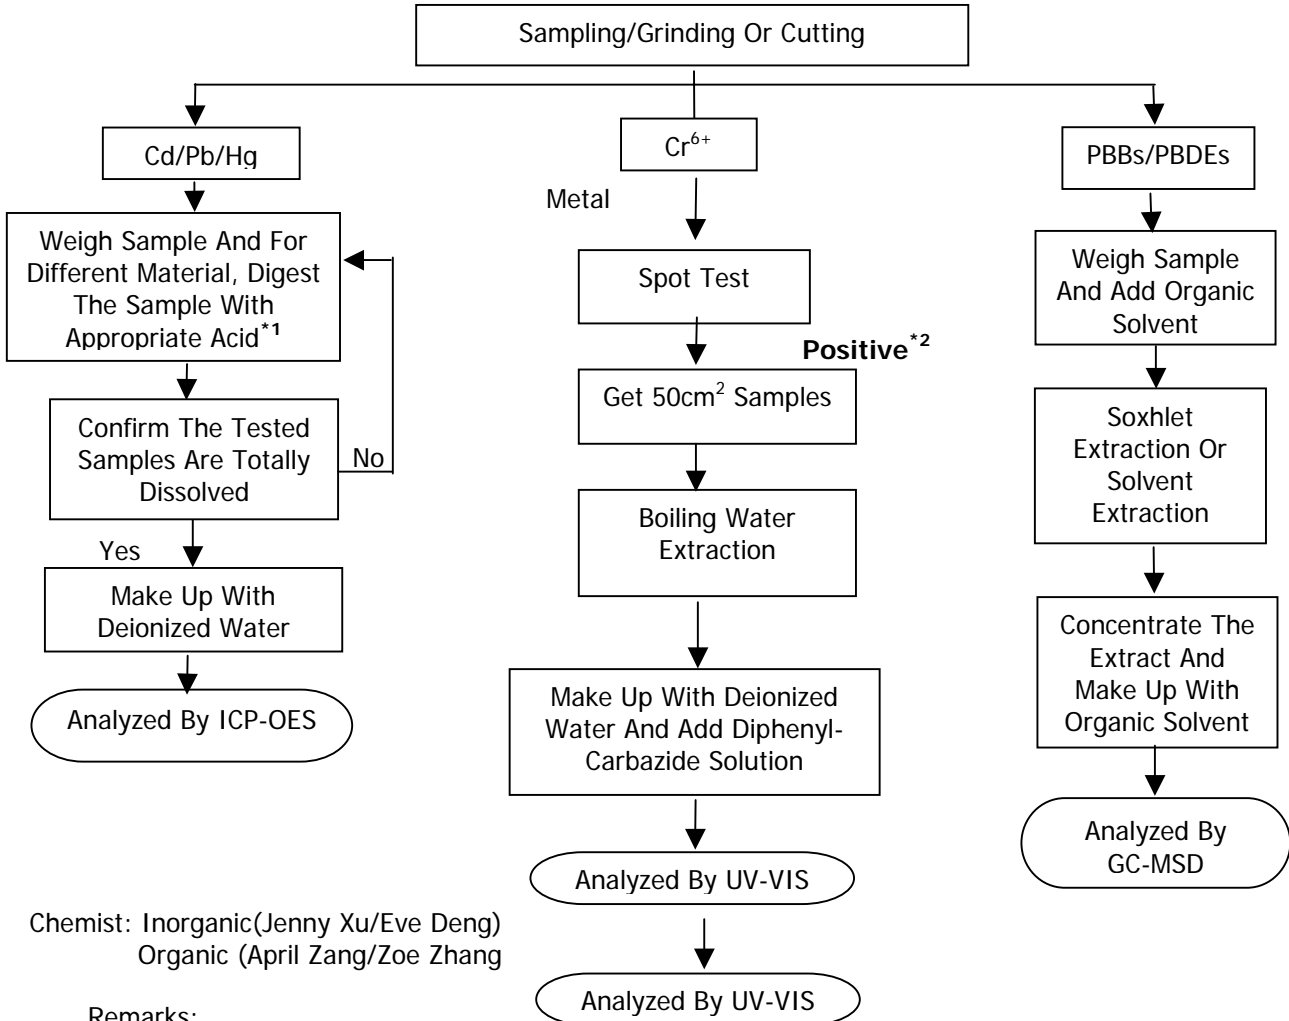 Sampling/Grinding Or Cutting
Cd/Pb/Hg
Weigh Sample And For
Different Material, Digest
The Sample With
Appropriate Acid*1
Confirm The Tested
Samples Are Totally
Dissolved
No
Yes
Make Up With
Deionized Water
Analyzed By ICP-OES
Cr6+
Metal
Spot Test
Positive*2
Get 50cm2 Samples
Boiling Water
Extraction
Make Up With Deionized
Water And Add Diphenyl-
Carbazide Solution
Analyzed By UV-VIS
Analyzed By UV-VIS
PBBs/PBDEs
Weigh Sample
And Add Organic
Solvent
Soxhlet
Extraction Or
Solvent
Extraction
Concentrate The
Extract And
Make Up With
Organic Solvent
Analyzed By
GC-MSD
Chemist: Inorganic(Jenny Xu/Eve Deng)
Organic (April Zang/Zoe Zhang
Remarks: